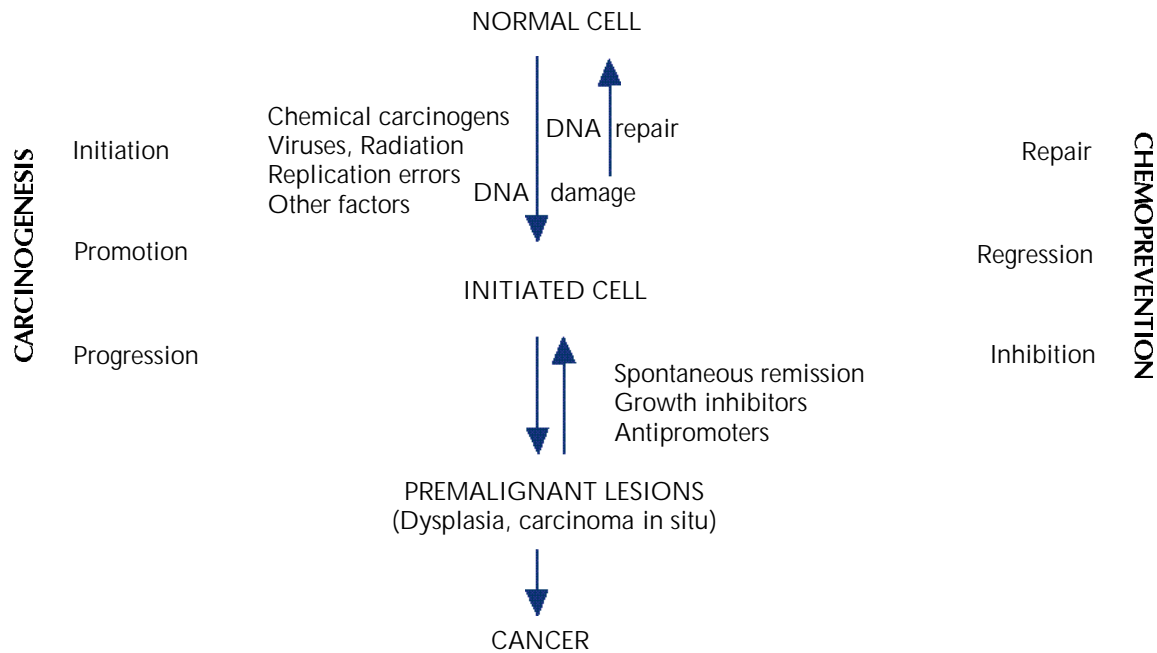 NORMAL CELL
Chemical carcinogens
Viruses, Radiation
Replication errors
Other factors
DNA repair
DNA damage
CARCINOGENESIS
Initiation
Promotion
Progression
Repair
Regression
Inhibition
CHEMOPREVENTION
INITIATED CELL
Spontaneous remission
Growth inhibitors
Antipromoters
PREMALIGNANT LESIONS
(Dysplasia, carcinoma in situ)
CANCER